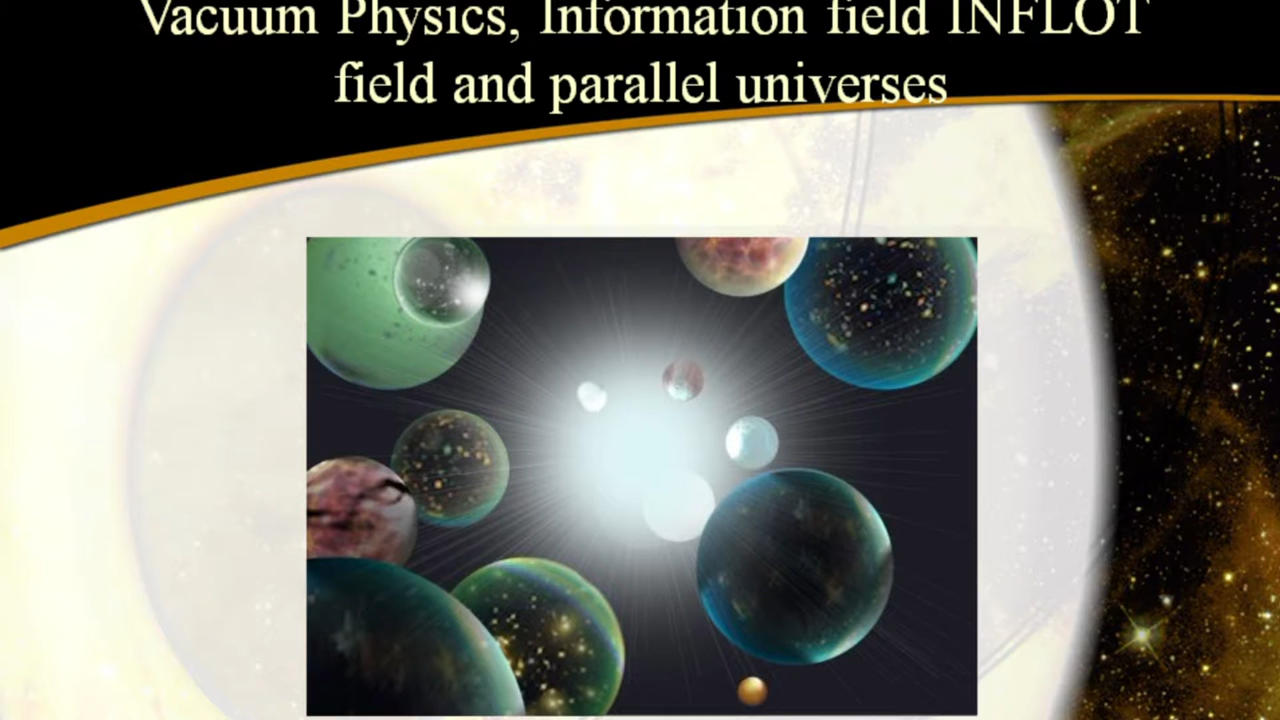 Vacuum Physics, Information field INFLOT
field and parallel universes